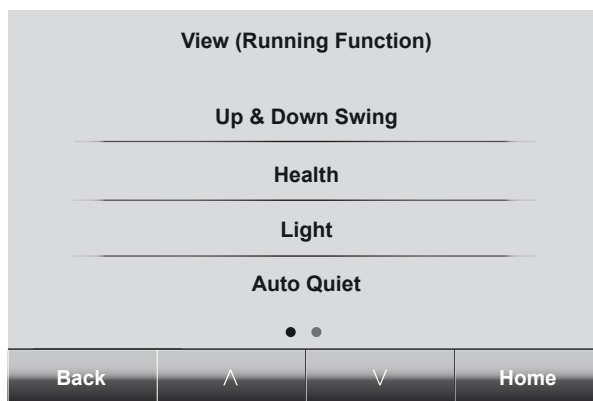 View (Running Function)
Up & Down Swing
Health
Light
Auto Quiet
Back ∧ ∨ Home